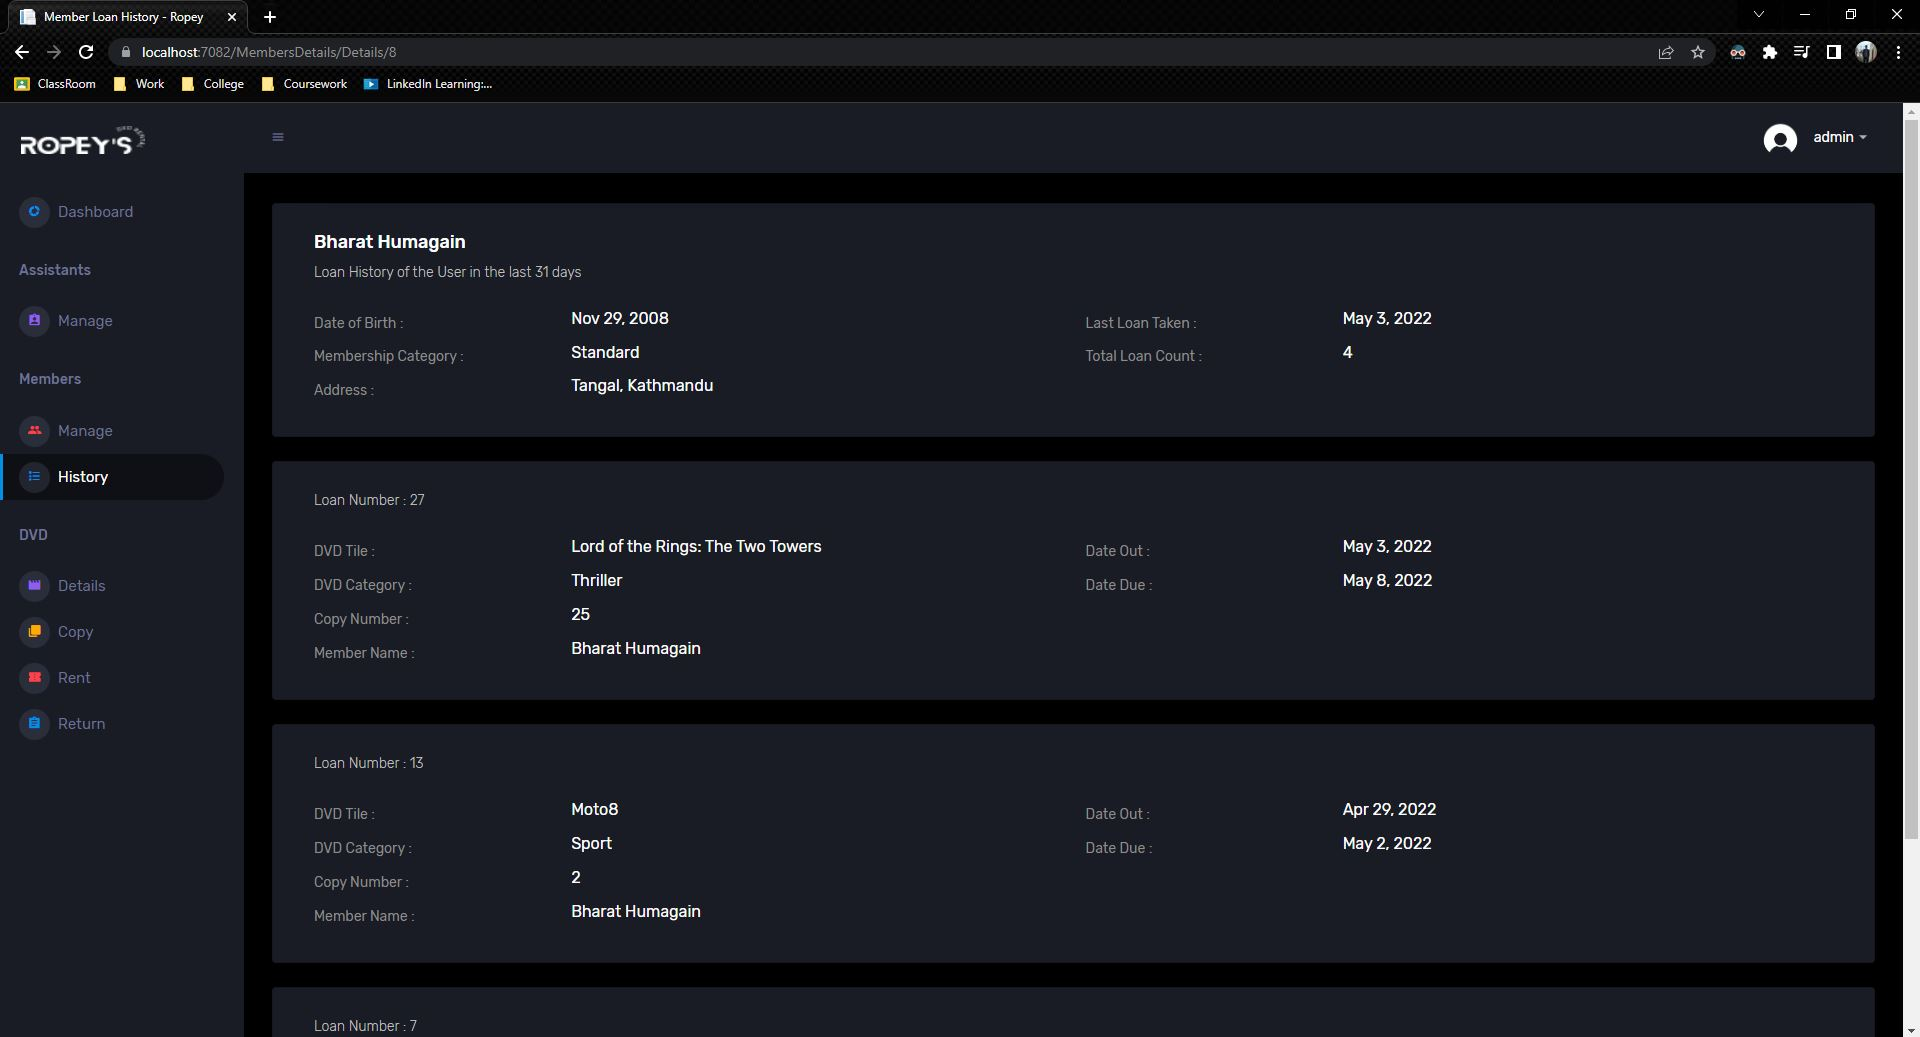 Member Loan History - Ropey
localhost:7082/MembersDetails/Details/8
ClassRoom
Work
College
Coursework
LinkedIn Learning:...
ROPEY'S
admin
Dashboard
Assistants
Manage
Members
Manage
History
DVD
Details
Copy
Rent
Return
Bharat Humagain
Loan History of the User in the last 31 days
Date of Birth : Nov 29, 2008 Last Loan Taken : May 3, 2022
Membership Category : Standard Total Loan Count : 4
Address : Tangal, Kathmandu
Loan Number : 27
DVD Tile : Lord of the Rings: The Two Towers Date Out : May 3, 2022
DVD Category : Thriller Date Due : May 8, 2022
Copy Number : 25
Member Name : Bharat Humagain
Loan Number : 13
DVD Tile : Moto8 Date Out : Apr 29, 2022
DVD Category : Sport Date Due : May 2, 2022
Copy Number : 2
Member Name : Bharat Humagain
Loan Number : 7